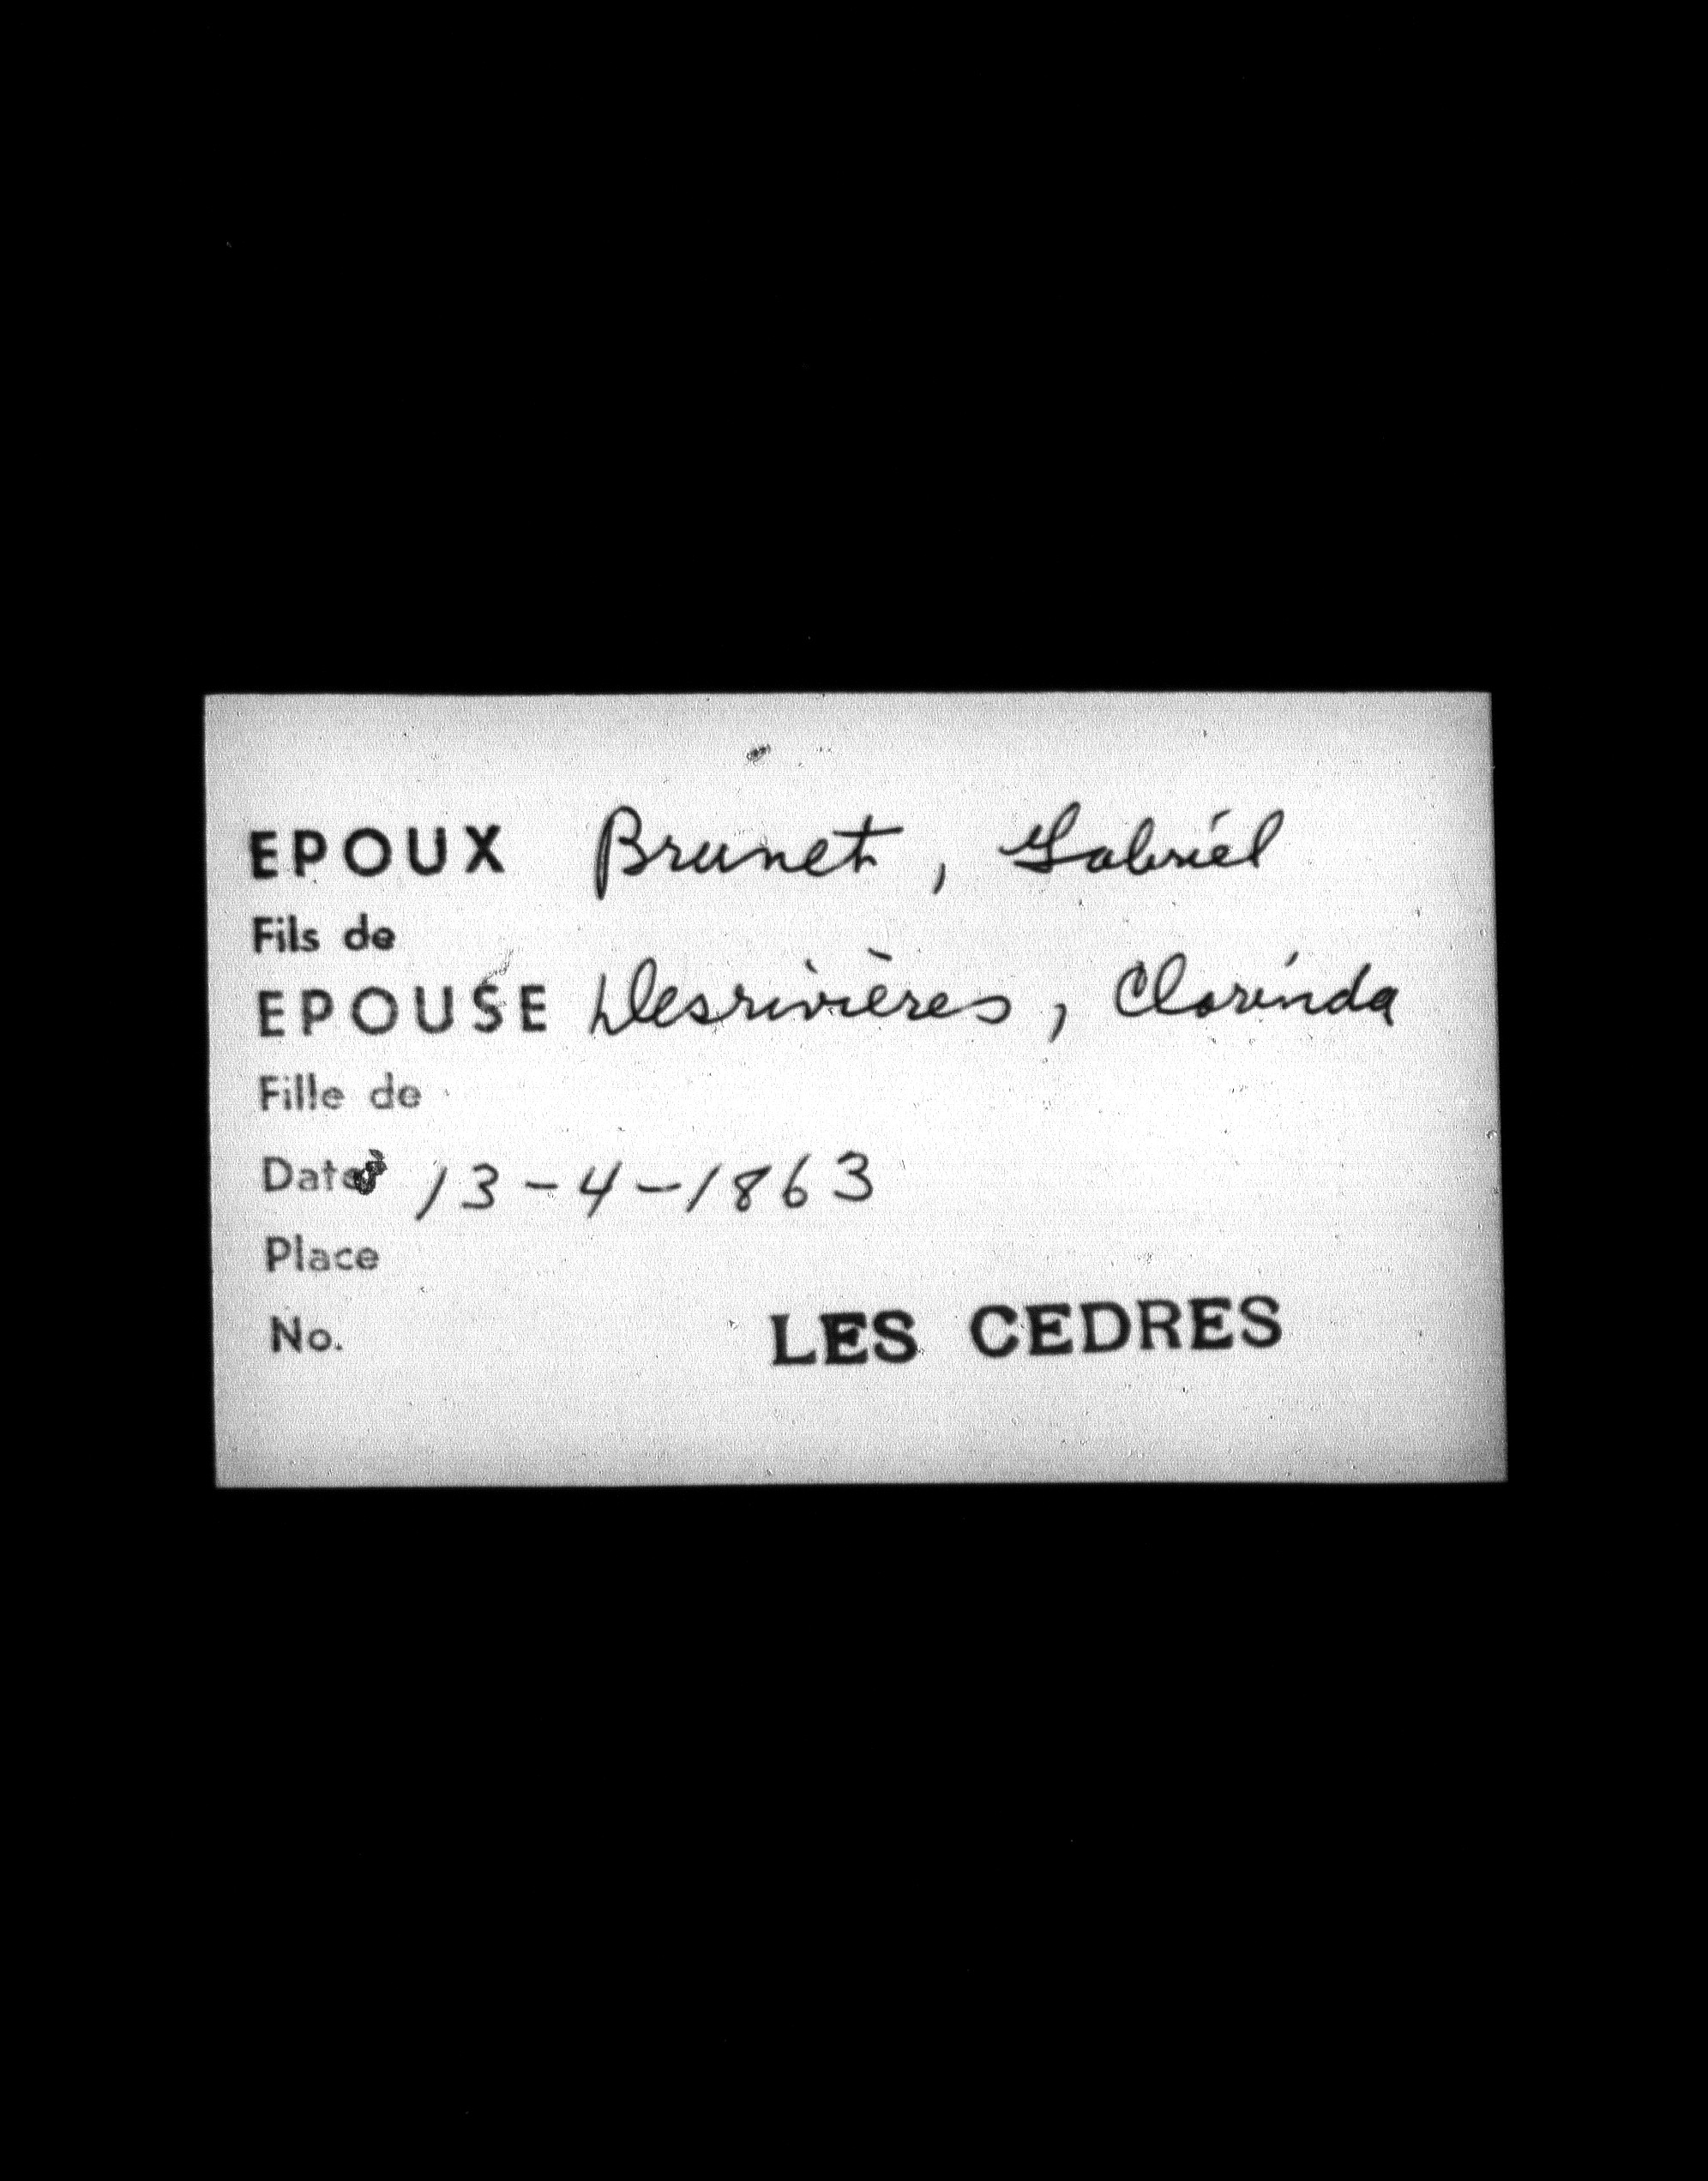 EPOUX Brunet, Gabriel
Fils de
EPOUSE Desrivières, Clorinda
Fille de
Date 13-4-1863
Place
No. LES CEDRES